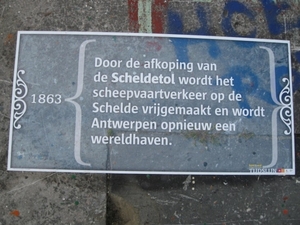 1863
Door de afkoping van
de Scheldetol wordt het
scheepvaartverkeer op de
Schelde vrijgemaakt en wordt
Antwerpen opnieuw een
wereldhaven.